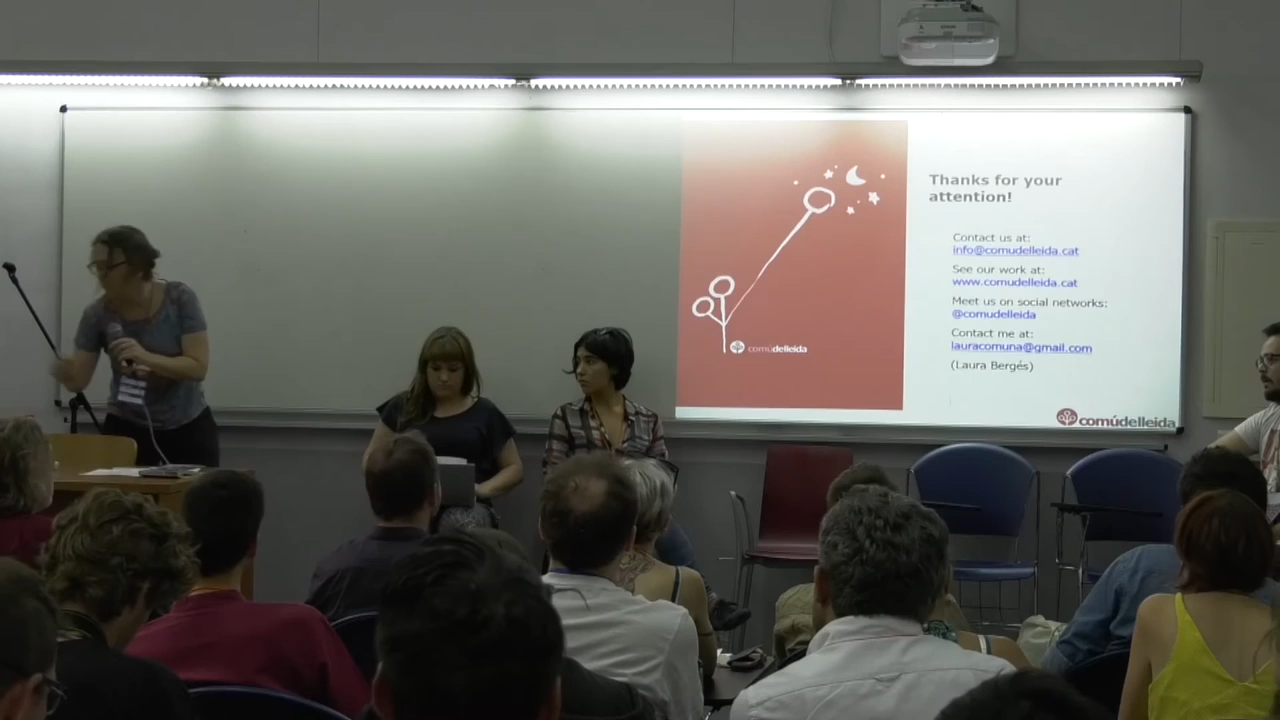 Thanks for your
attention!
Contact us at:
info@comudelleida.cat
See our work at:
www.comudelleida.cat
Meet us on social networks:
@comudelleida
Contact me at:
lauracomuna@gmail.com
(Laura Bergés)
comúdelleida
comúdelleida